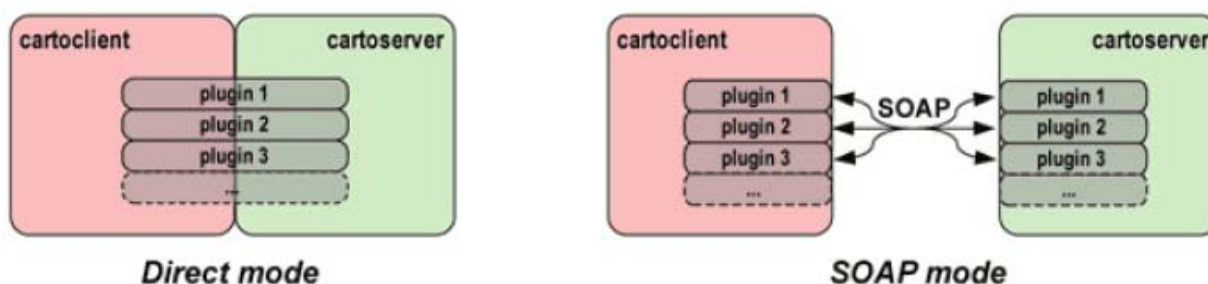 cartoclient
cartoserver
plugin 1
plugin 2
plugin 3
...
Direct mode
cartoclient
cartoserver
plugin 1
SOAP
plugin 1
plugin 2
plugin 2
plugin 3
plugin 3
...
...
SOAP mode